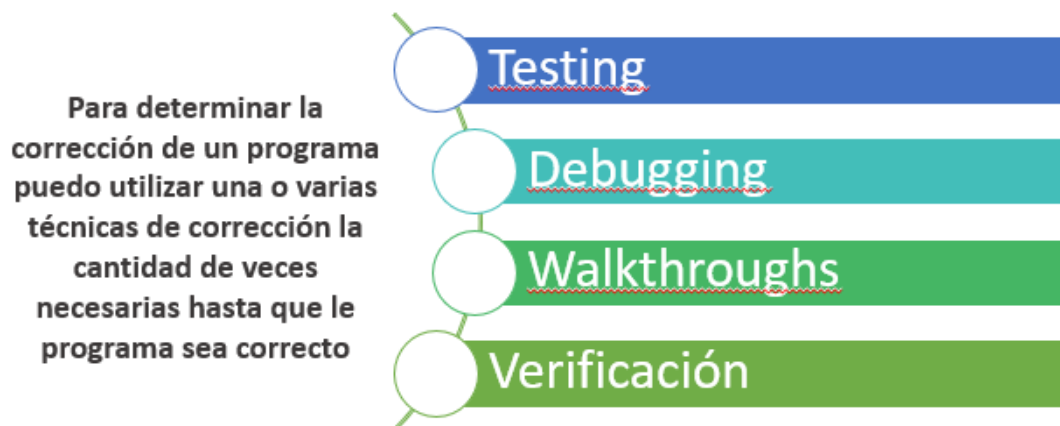 Para determinar la
corrección de un programa
puedo utilizar una o varias
técnicas de corrección la
cantidad de veces
necesarias hasta que le
programa sea correcto
Testing
Debugging
Walkthroughs
Verificación